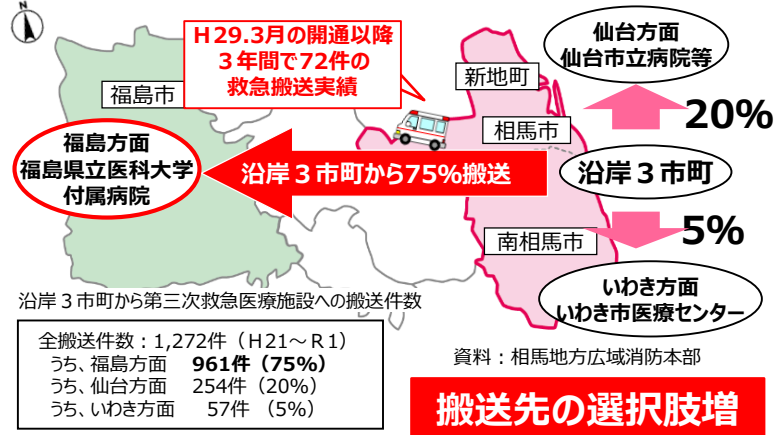 N
H29.3月の開通以降
3年間で72件の
救急搬送実績
仙台方面
仙台市立病院等
新地町
福島市
相馬市
20%
福島方面
福島県立医科大学
付属病院
沿岸3市町から75%搬送
沿岸3市町
南相馬市
5%
いわき方面
いわき市医療センター
沿岸3市町から第三次救急医療施設への搬送件数
全搬送件数：1,272件（H21～R1）
うち、福島方面 961件（75%）
うち、仙台方面 254件（20%）
うち、いわき方面 57件（5%）
資料：相馬地方広域消防本部
搬送先の選択肢増